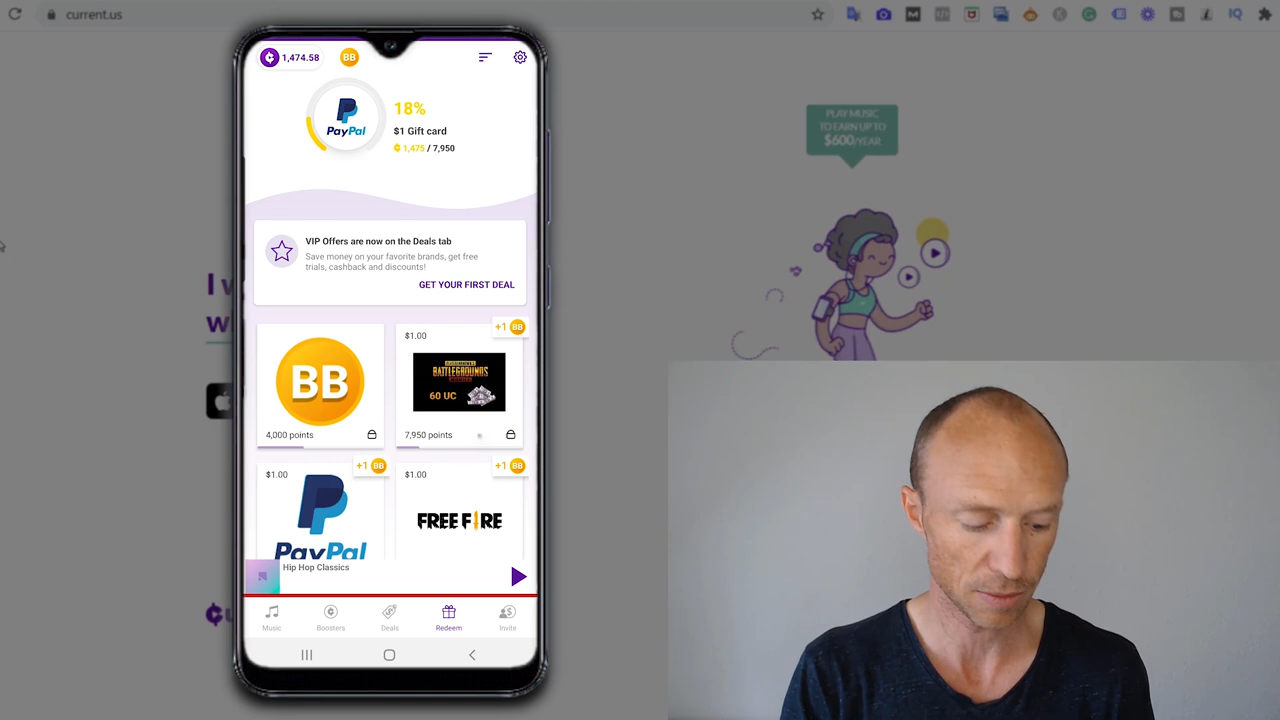 current.us
IQ
1,474.58
BB
PayPal
18%
$1 Gift card
1,475 / 7,950
VIP Offers are now on the Deals tab
Save money on your favorite brands, get free
trials, cashback and discounts!
GET YOUR FIRST DEAL
BB
4,000 points
$1.00
+1 BB
BATTLEGROUNDS
60 UC
7,950 points
$1.00
+1 BB
PayPal
$1.00
+1 BB
FREE FIRE
Hip Hop Classics
Music
Boosters
Deals
Redeem
Invite
PLAY MUSIC
TO EARN UP TO
$600/YEAR
I w
w